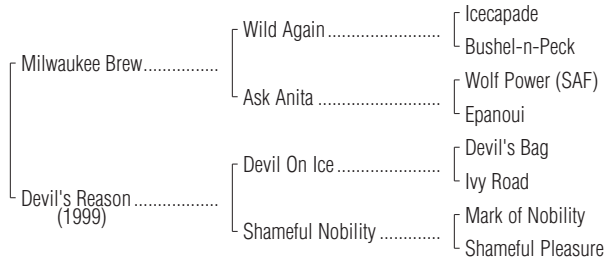 Icecapade
Wild Again
Bushel-n-Peck
Milwaukee Brew
Wolf Power (SAF)
Ask Anita
Epanoui
Devil's Bag
Devil On Ice
Ivy Road
Devil's Reason
(1999)
Mark of Nobility
Shameful Nobility
Shameful Pleasure